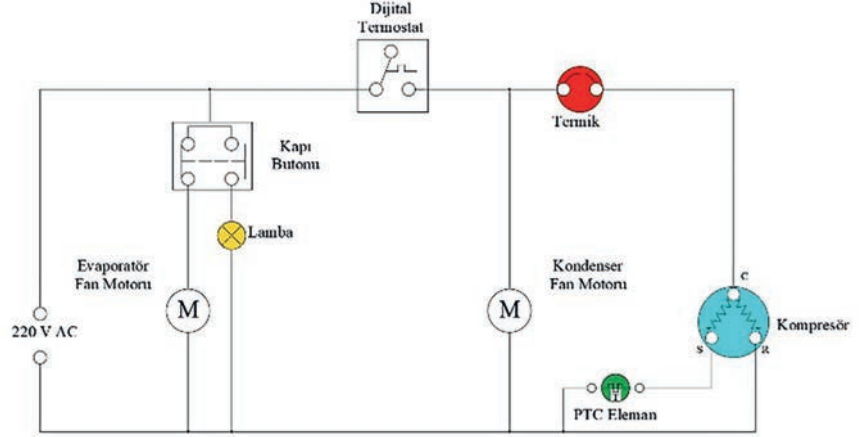 Dijital
Termostat
Termik
Kapı
Butonu
Lamba
Evaporatör
Fan Motoru
M
Kondenser
Fan Motoru
M
C
220 V AC
S
R
Kompresör
PTC Eleman